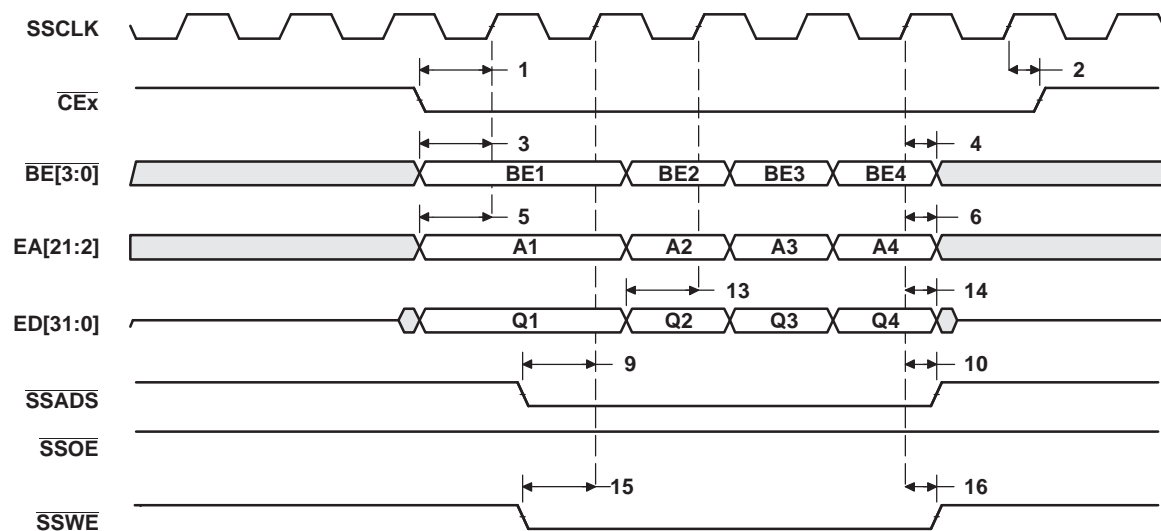 SSCLK
1 2
CEx
3 4
BE[3:0] BE1 BE2 BE3 BE4
5 6
EA[21:2] A1 A2 A3 A4
13 14
ED[31:0] Q1 Q2 Q3 Q4
9 10
SSADS
SSOE
15 16
SSWE